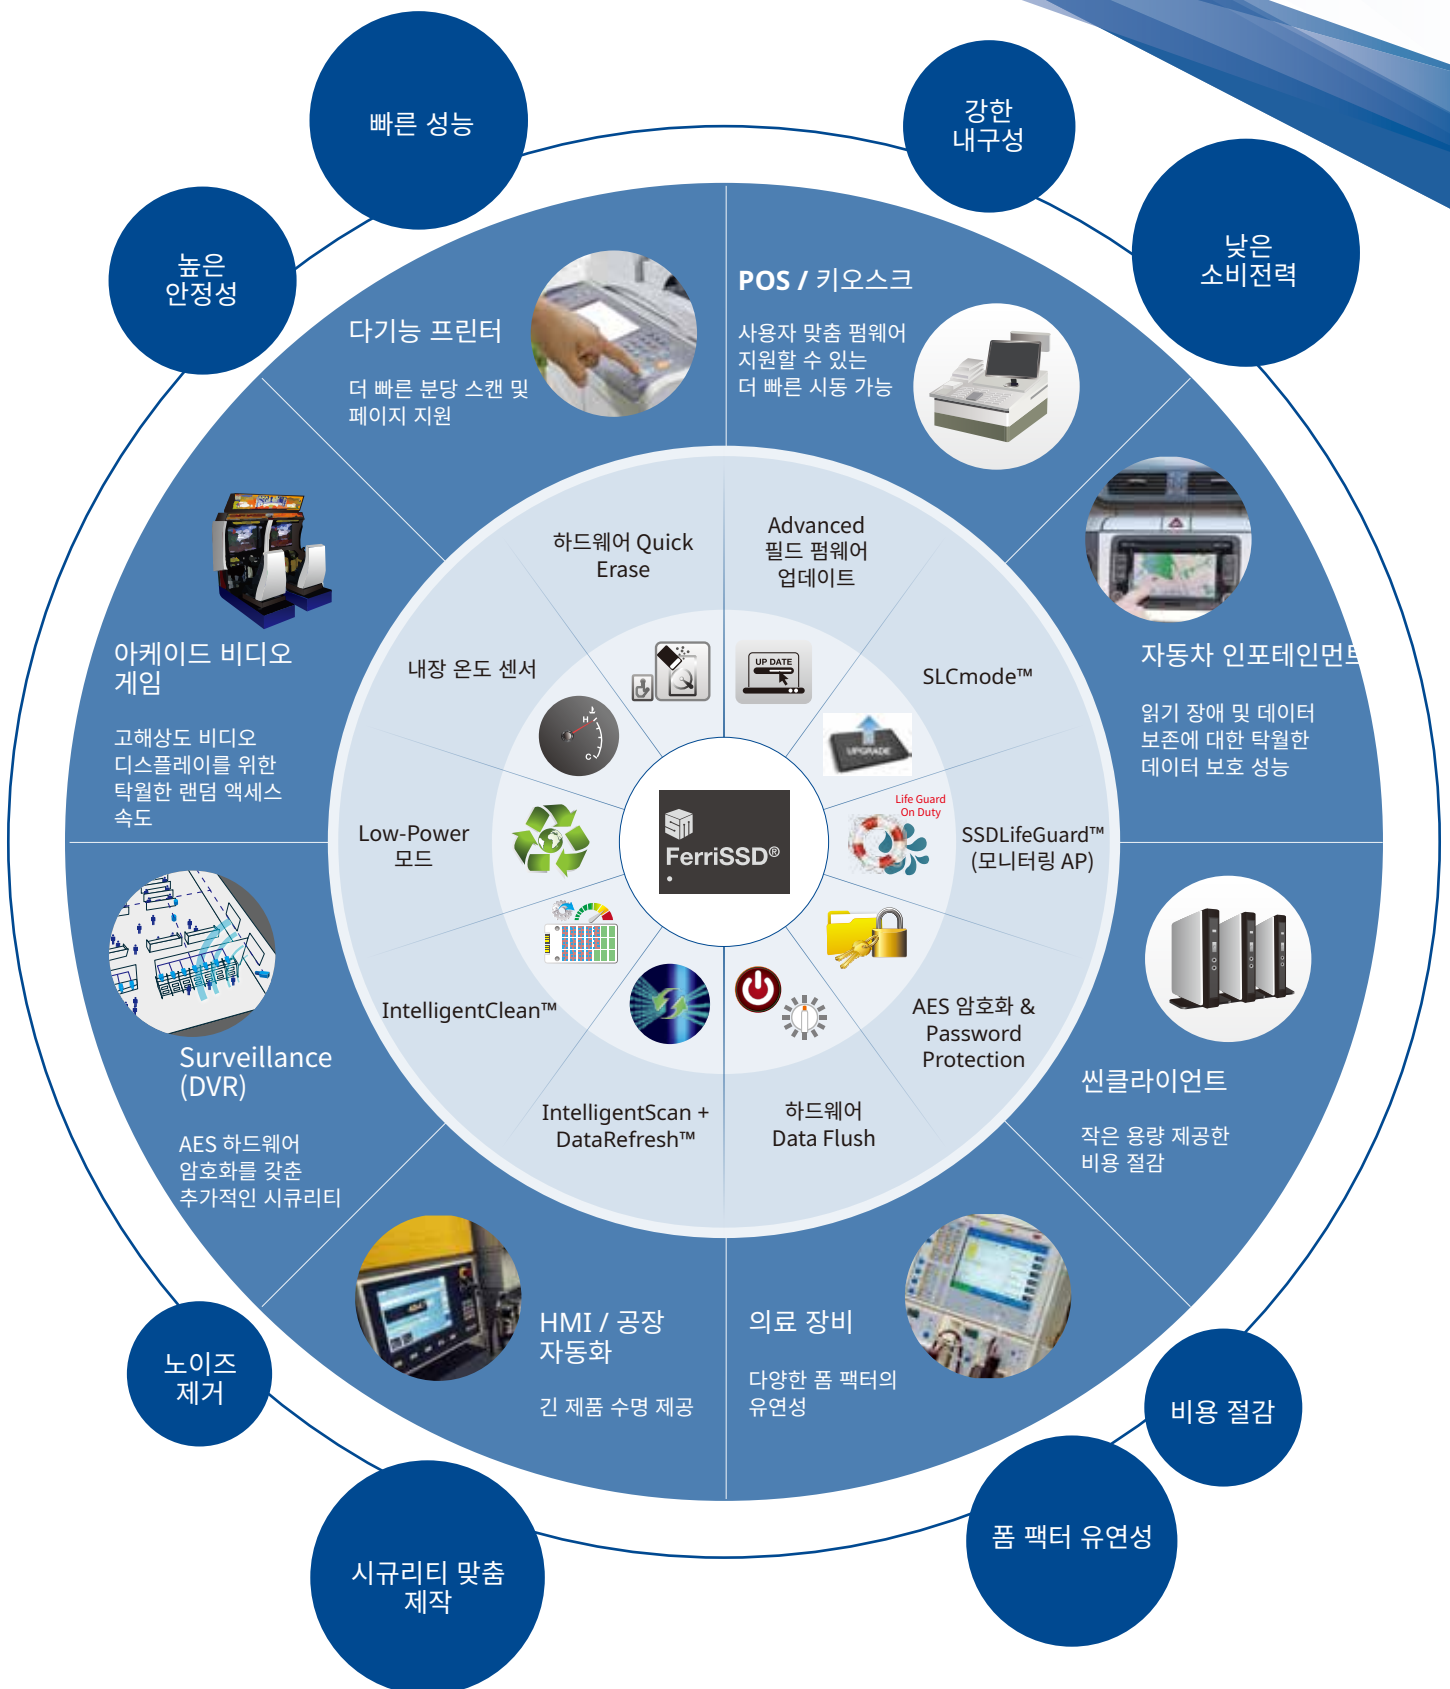 빠른 성능
강한
내구성
높은
안정성
낮은
소비전력
다기능 프린터
더 빠른 분당 스캔 및
페이지 지원
POS / 키오스크
사용자 맞춤 펌웨어
지원할 수 있는
더 빠른 시동 가능
아케이드 비디오
게임
고해상도 비디오
디스플레이를 위한
탁월한 랜덤 액세스
속도
자동차 인포테인먼트
읽기 장애 및 데이터
보존에 대한 탁월한
데이터 보호 성능
하드웨어 Quick
Erase
Advanced
필드 펌웨어
업데이트
내장 온도 센서
SLCmode™
UP DATE
H
C
UPGRADE
Low-Power
모드
Life Guard
On Duty
SSDLifeGuard™
(모니터링 AP)
SM
FerriSSD®
IntelligentClean™
AES 암호화 &
Password
Protection
IntelligentScan +
DataRefresh™
하드웨어
Data Flush
Surveillance
(DVR)
AES 하드웨어
암호화를 갖춘
추가적인 시큐리티
씬클라이언트
작은 용량 제공한
비용 절감
HMI / 공장
자동화
긴 제품 수명 제공
의료 장비
다양한 폼 팩터의
유연성
노이즈
제거
비용 절감
시규리티 맞춤
제작
폼 팩터 유연성